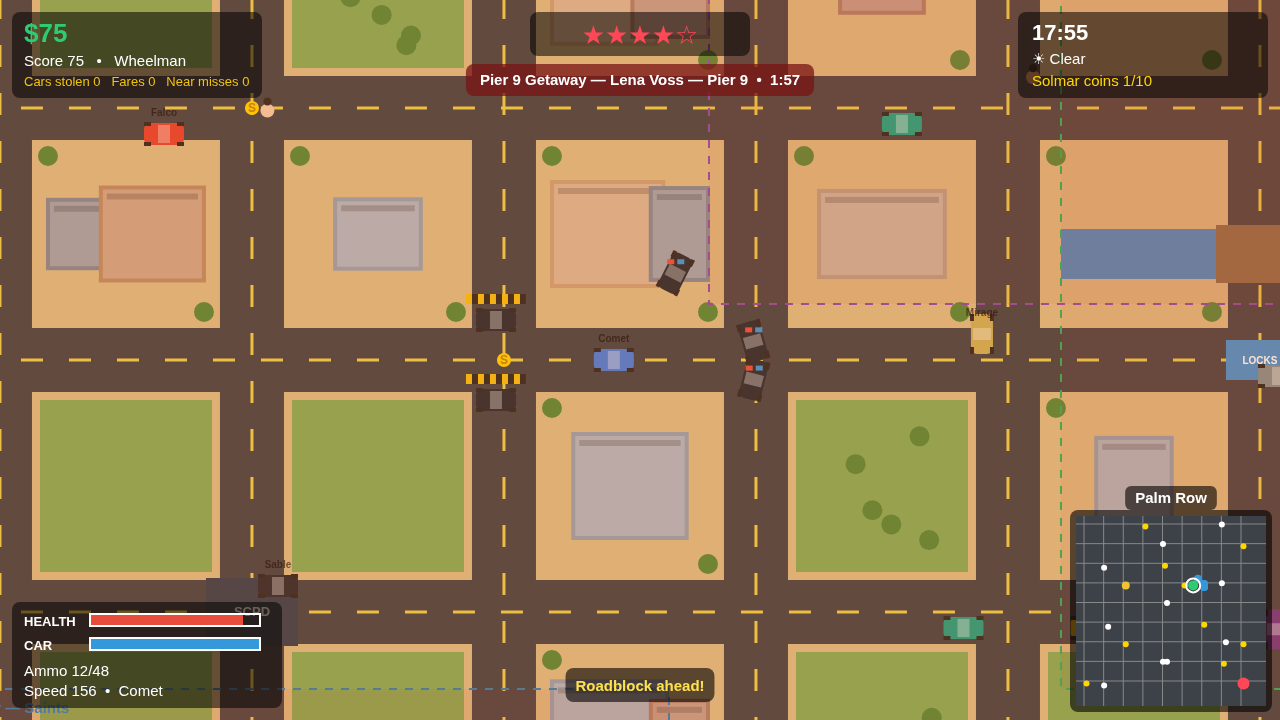 $75
Score 75 • Wheelman
Cars stolen 0 Fares 0 Near misses 0
★★★★☆
Pier 9 Getaway — Lena Voss — Pier 9 • 1:57
17:55
☀ Clear
Solmar coins 1/10
Falco
$
Comet
$
Mirage
LOCKS
Palm Row
Sable
SCPD
HEALTH
CAR
Ammo 12/48
Speed 156 • Comet
Roadblock ahead!
— Saints